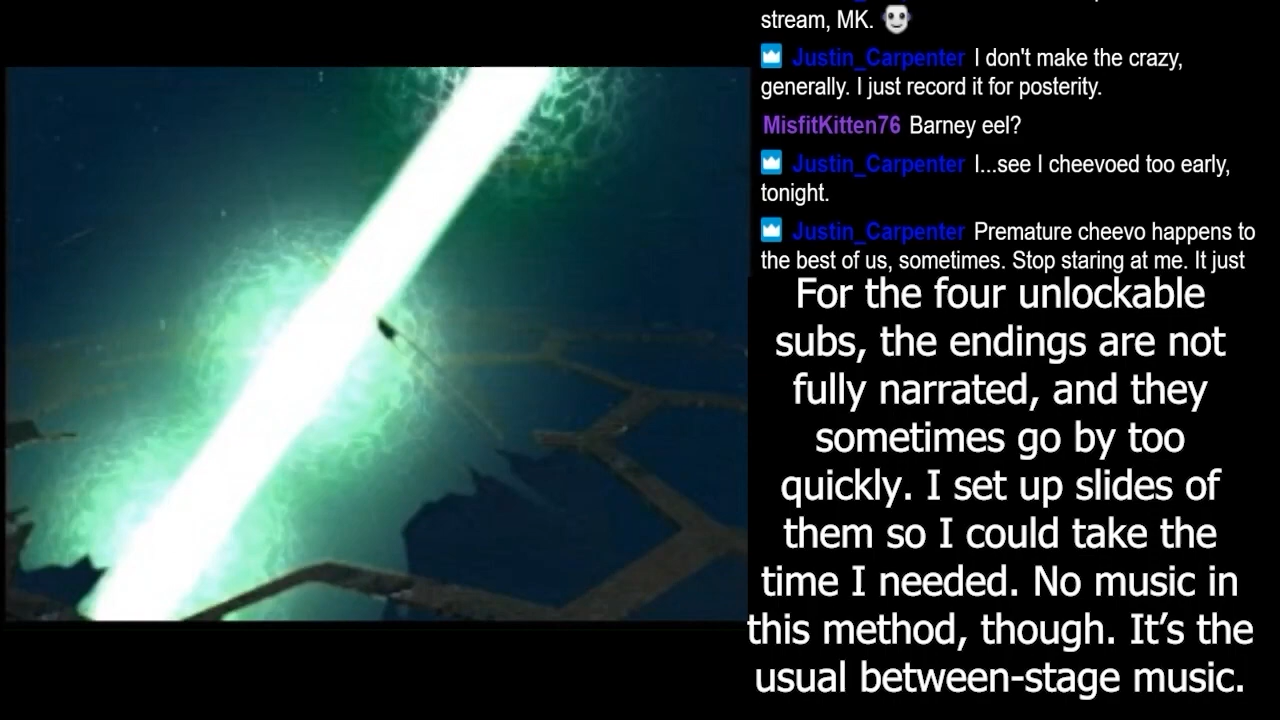 stream, MK.
Justin_Carpenter I don't make the crazy,
generally. I just record it for posterity.
MisfitKitten76 Barney eel?
Justin_Carpenter I...see I cheevoed too early,
tonight.
Justin_Carpenter Premature cheevo happens to
the best of us, sometimes. Stop staring at me. It just
For the four unlockable
subs, the endings are not
fully narrated, and they
sometimes go by too
quickly. I set up slides of
them so I could take the
time I needed. No music in
this method, though. It’s the
usual between-stage music.